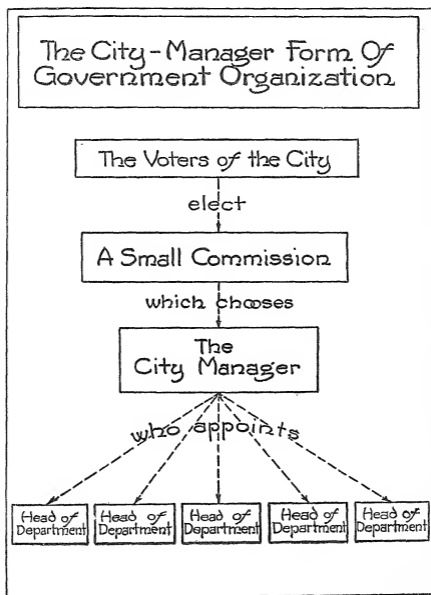 The City-Manager Form Of
Government Organization
The Voters of the City
elect
A Small Commission
which chooses
The
City Manager
who appoints
Head of
Department
Head of
Department
Head of
Department
Head of
Department
Head of
Department